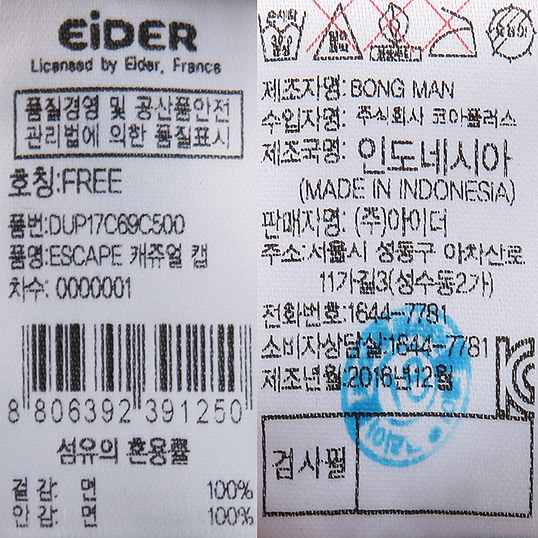 EiDER
Licensed by Eider, France
품질경영 및 공산품안전
관리법에 의한 품질표시
호칭:FREE
품번:DUP17C69C500
품명:ESCAPE 캐쥬얼 캡
차수: 0000001
8 806392 391250
섬유의 혼용률
겉감: 면 100%
안감: 면 100%
제조자명: BONG MAN
수입자명: 주식회사 코아플러스
제조국명: 인도네시아
(MADE IN INDONESIA)
판매자명: (주)아이더
주소:서울시 성동구 아차산로
11가길3(성수동2가)
전화번호:1644-7781
소비자상담실:1644-7781
제조년월:2016년12월
검사필